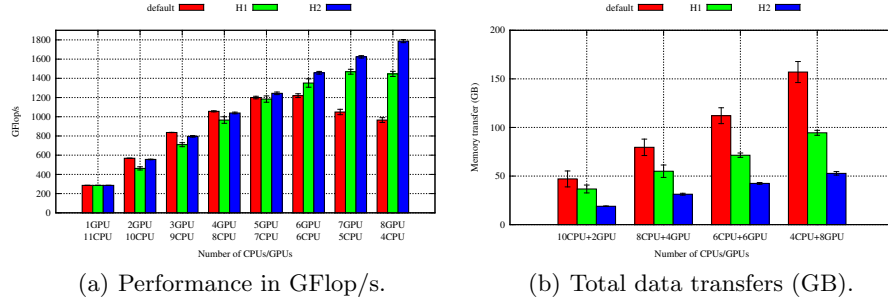 default H1 H2
1800
1600
1400
1200
1000
800
600
400
200
0
GFlop/s
1GPU 2GPU 3GPU 4GPU 5GPU 6GPU 7GPU 8GPU
11CPU 10CPU 9CPU 8CPU 7CPU 6CPU 5CPU 4CPU
Number of CPUs/GPUs
(a) Performance in GFlop/s.
default H1 H2
200
150
100
50
0
Memory transfer (GB)
10CPU+2GPU 8CPU+4GPU 6CPU+6GPU 4CPU+8GPU
Number of CPUs/GPUs
(b) Total data transfers (GB).